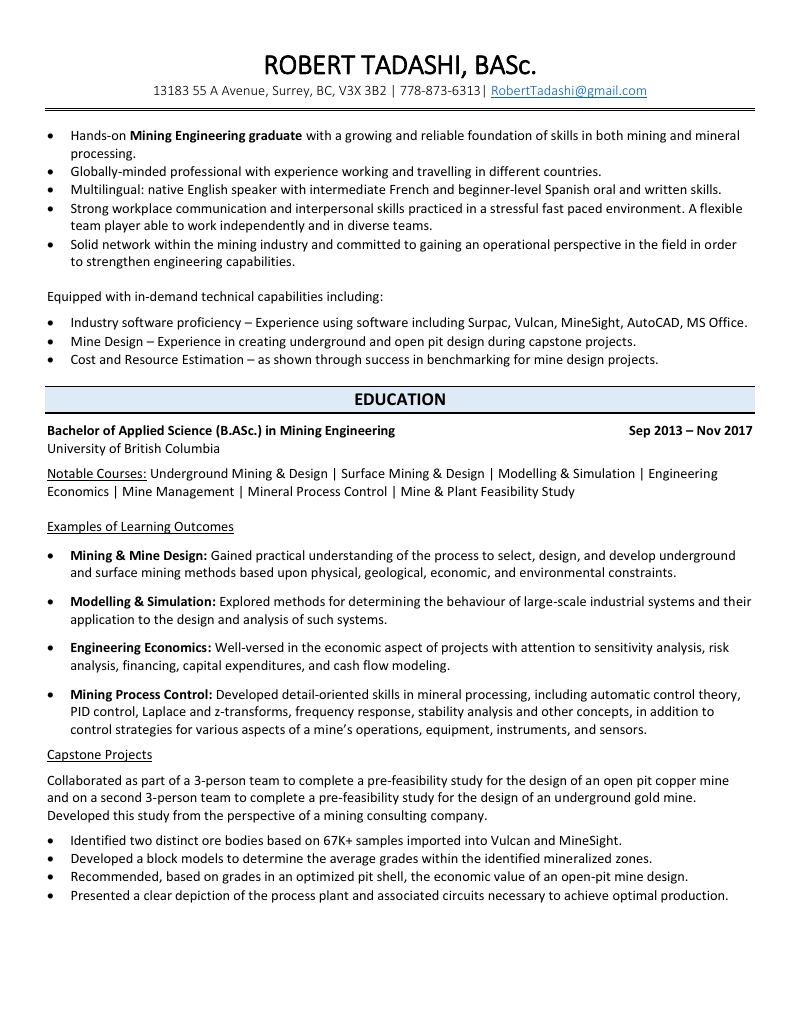 ROBERT TADASHI, BASc.
13183 55 A Avenue, Surrey, BC, V3X 3B2 | 778-873-6313| RobertTadashi@gmail.com
• Hands-on Mining Engineering graduate with a growing and reliable foundation of skills in both mining and mineral
processing.
• Globally-minded professional with experience working and travelling in different countries.
• Multilingual: native English speaker with intermediate French and beginner-level Spanish oral and written skills.
• Strong workplace communication and interpersonal skills practiced in a stressful fast paced environment. A flexible
team player able to work independently and in diverse teams.
• Solid network within the mining industry and committed to gaining an operational perspective in the field in order
to strengthen engineering capabilities.
Equipped with in-demand technical capabilities including:
• Industry software proficiency – Experience using software including Surpac, Vulcan, MineSight, AutoCAD, MS Office.
• Mine Design – Experience in creating underground and open pit design during capstone projects.
• Cost and Resource Estimation – as shown through success in benchmarking for mine design projects.
EDUCATION
Bachelor of Applied Science (B.ASc.) in Mining Engineering Sep 2013 – Nov 2017
University of British Columbia
Notable Courses: Underground Mining & Design | Surface Mining & Design | Modelling & Simulation | Engineering
Economics | Mine Management | Mineral Process Control | Mine & Plant Feasibility Study
Examples of Learning Outcomes
• Mining & Mine Design: Gained practical understanding of the process to select, design, and develop underground
and surface mining methods based upon physical, geological, economic, and environmental constraints.
• Modelling & Simulation: Explored methods for determining the behaviour of large-scale industrial systems and their
application to the design and analysis of such systems.
• Engineering Economics: Well-versed in the economic aspect of projects with attention to sensitivity analysis, risk
analysis, financing, capital expenditures, and cash flow modeling.
• Mining Process Control: Developed detail-oriented skills in mineral processing, including automatic control theory,
PID control, Laplace and z-transforms, frequency response, stability analysis and other concepts, in addition to
control strategies for various aspects of a mine’s operations, equipment, instruments, and sensors.
Capstone Projects
Collaborated as part of a 3-person team to complete a pre-feasibility study for the design of an open pit copper mine
and on a second 3-person team to complete a pre-feasibility study for the design of an underground gold mine.
Developed this study from the perspective of a mining consulting company.
• Identified two distinct ore bodies based on 67K+ samples imported into Vulcan and MineSight.
• Developed a block models to determine the average grades within the identified mineralized zones.
• Recommended, based on grades in an optimized pit shell, the economic value of an open-pit mine design.
• Presented a clear depiction of the process plant and associated circuits necessary to achieve optimal production.